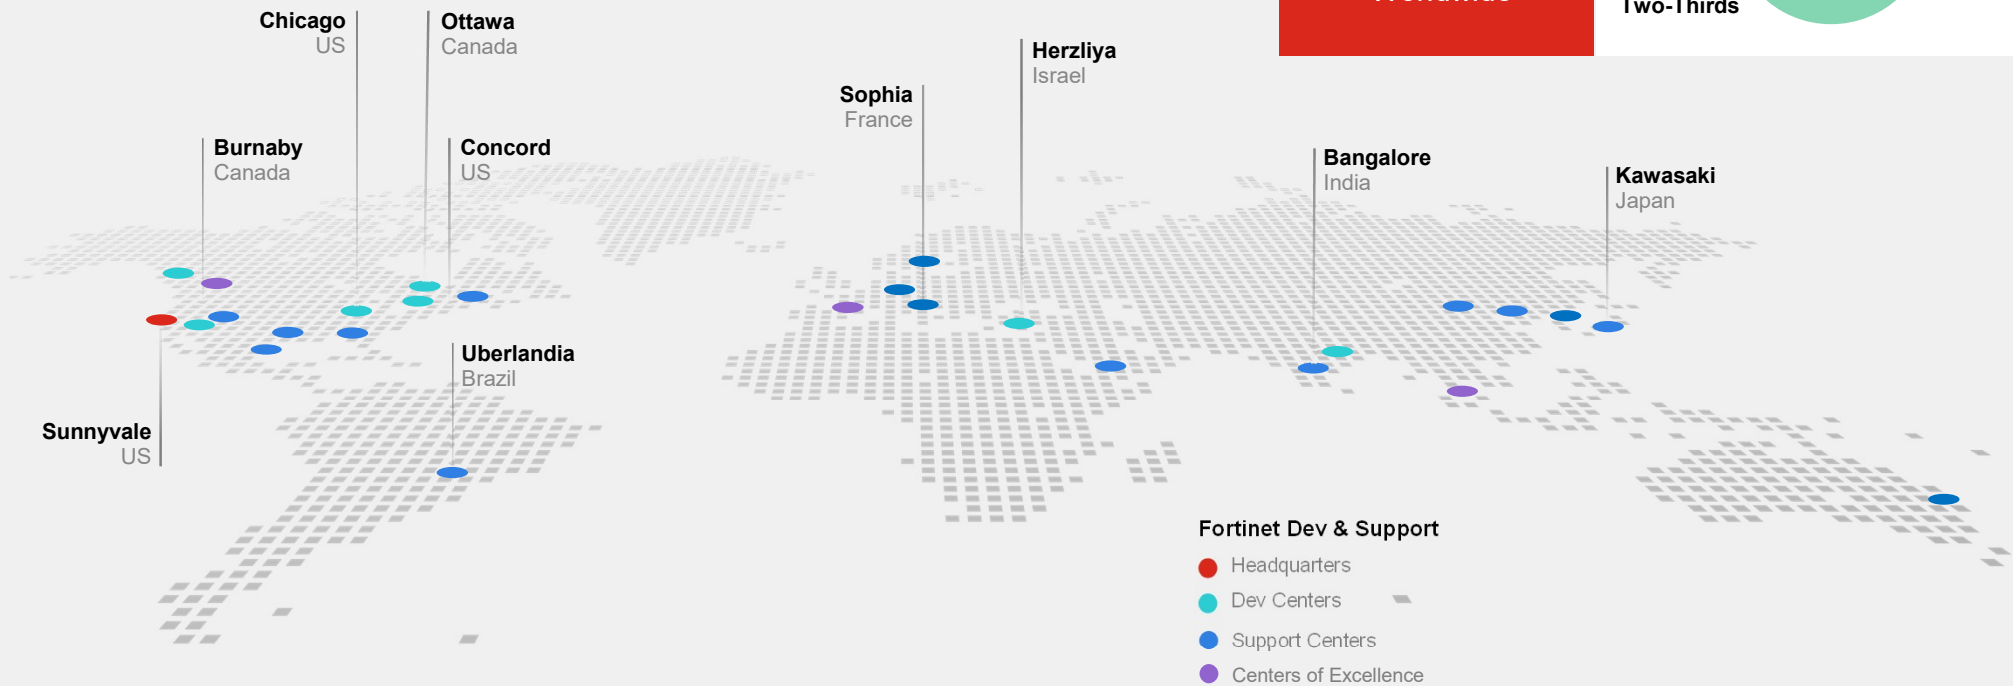 Two-Thirds
Chicago
US
Ottawa
Canada
Herzliya
Israel
Sophia
France
Burnaby
Canada
Concord
US
Bangalore
India
Kawasaki
Japan
Uberlandia
Brazil
Sunnyvale
US
Fortinet Dev & Support
Headquarters
Dev Centers
Support Centers
Centers of Excellence